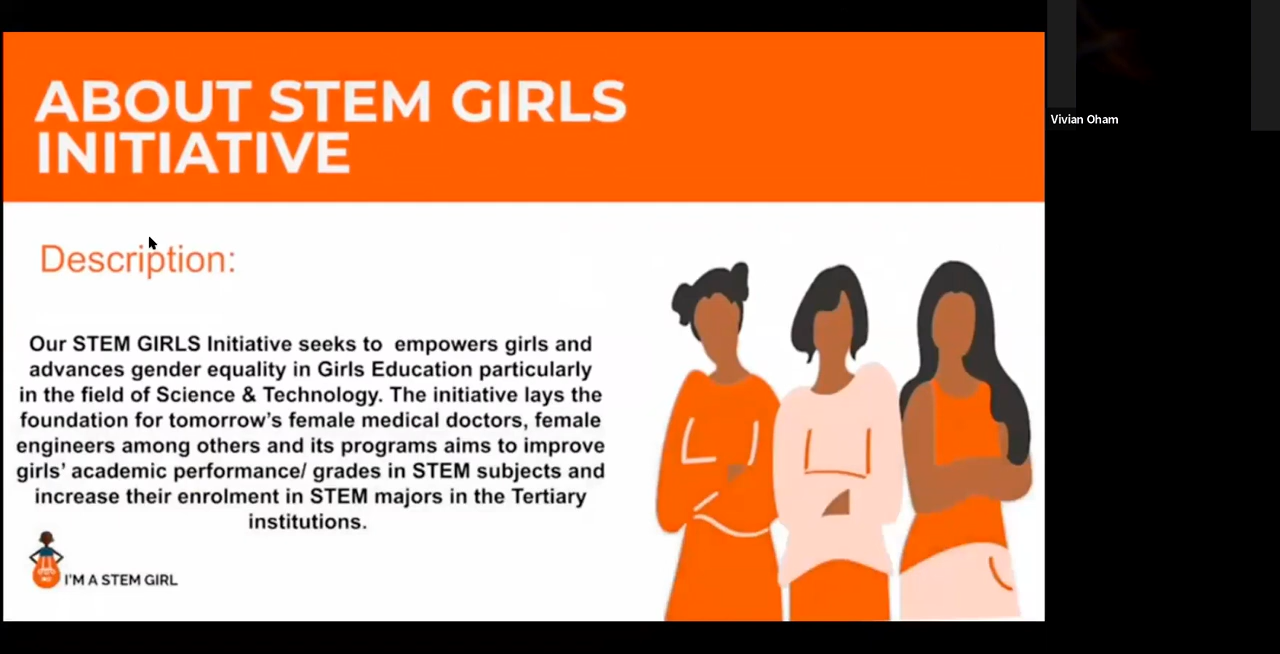 ABOUT STEM GIRLS
INITIATIVE
Vivian Oham
Description:
Our STEM GIRLS Initiative seeks to empowers girls and
advances gender equality in Girls Education particularly
in the field of Science & Technology. The initiative lays the
foundation for tomorrow's female medical doctors, female
engineers among others and its programs aims to improve
girls' academic performance/ grades in STEM subjects and
increase their enrolment in STEM majors in the Tertiary
institutions.
I'M A STEM GIRL